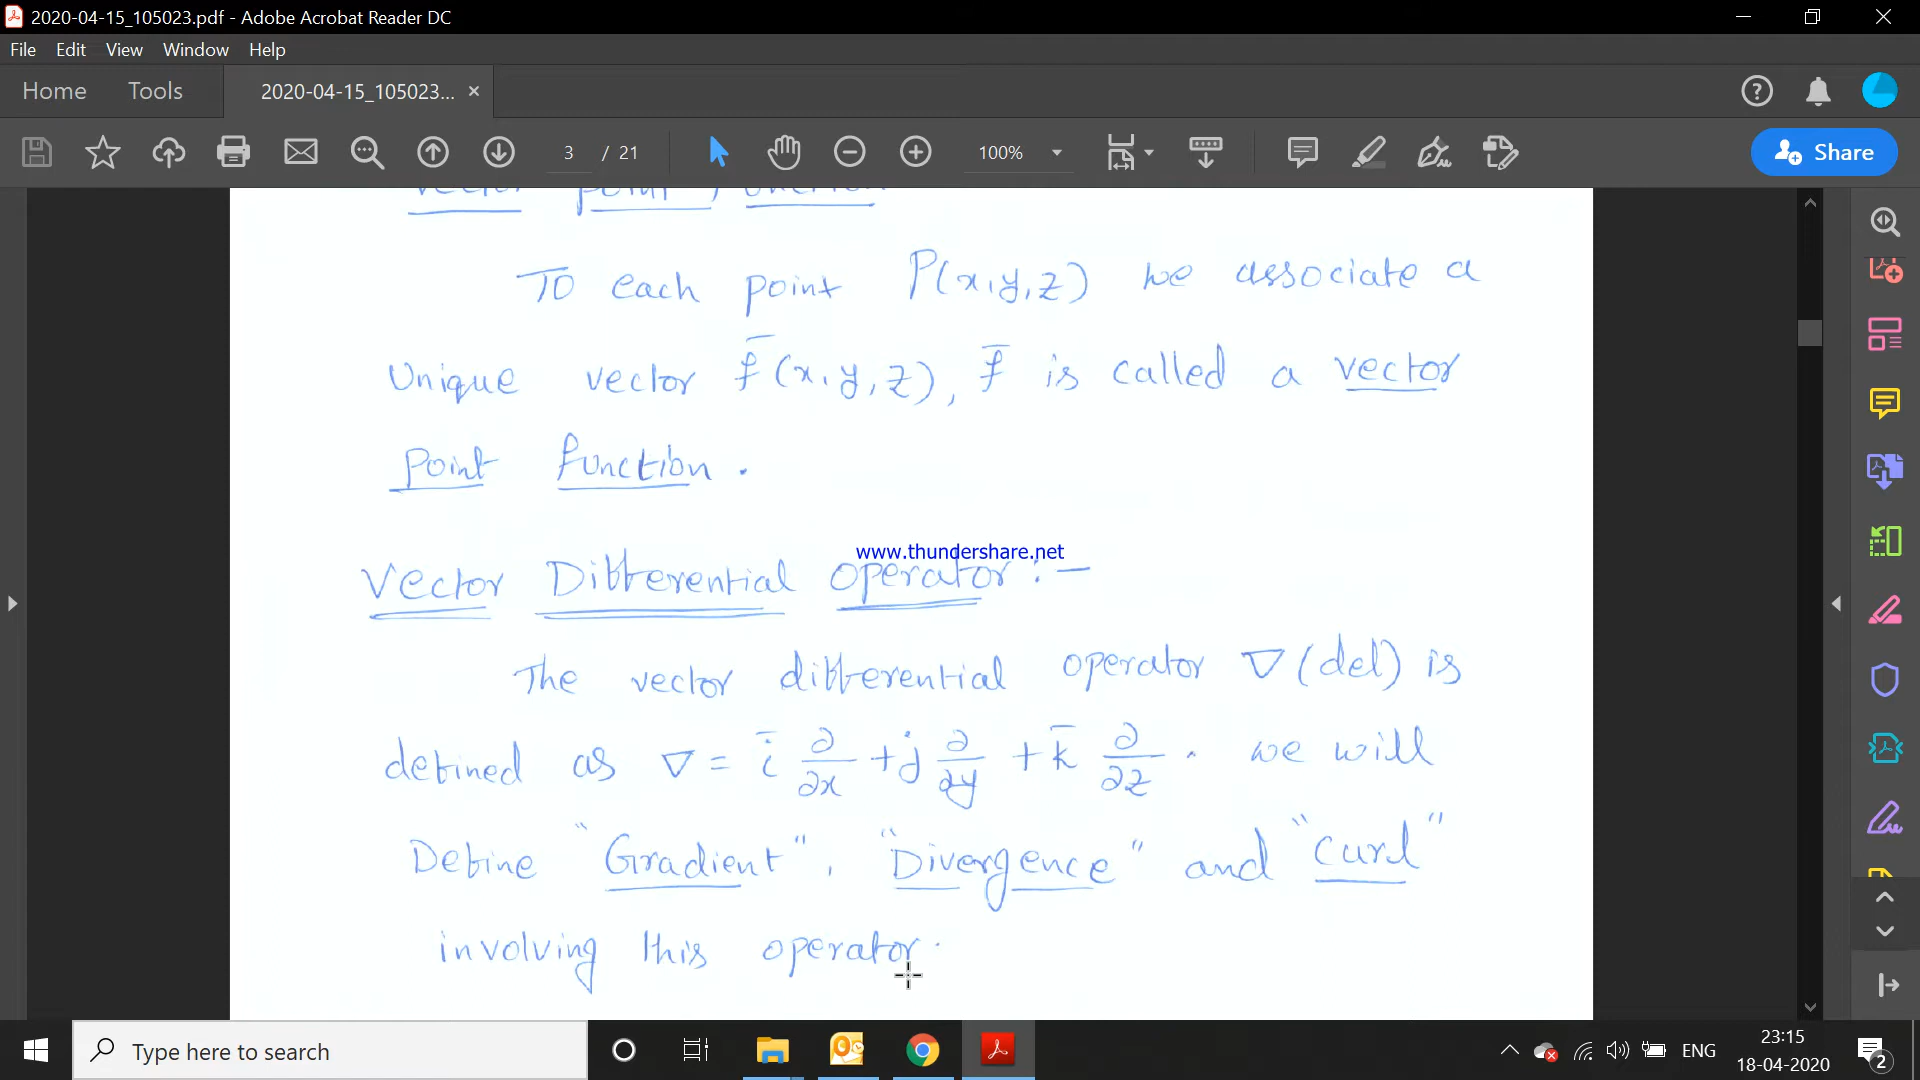 2020-04-15_105023.pdf - Adobe Acrobat Reader DC
File Edit View Window Help
Home Tools 2020-04-15_105023... ×
3 / 21 100% Share
Vector point function
To each point P(x,y,z) we associate a
Unique vector f̄(x,y,z), f̄ is called a vector
Point function.
www.thundershare.net
Vector Differential Operator :-
The vector differential operator ∇(del) is
defined as ∇ = ī ∂/∂x + j ∂/∂y + k̄ ∂/∂z . we will
Define "Gradient", "Divergence" and "Curl"
involving this operator.
Type here to search
ENG
23:15
18-04-2020
2